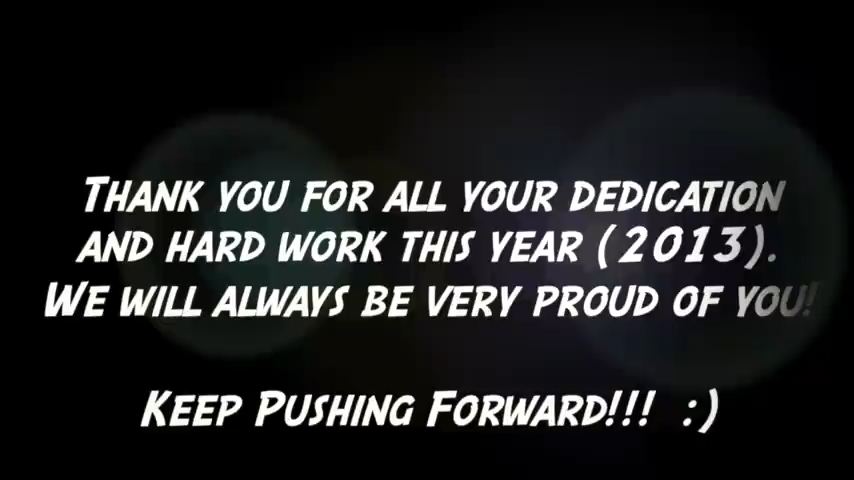 Thank you for all your dedication
and hard work this year (2013).
We will always be very proud of you!
Keep Pushing Forward!!! :)